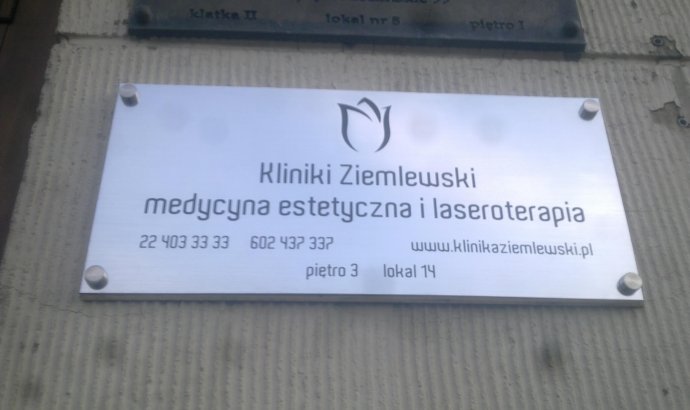 klatka II lokal nr 5 piętro I
Kliniki Ziemlewski
medycyna estetyczna i laseroterapia
22 403 33 33 602 437 337 www.klinikaziemlewski.pl
piętro 3 lokal 14